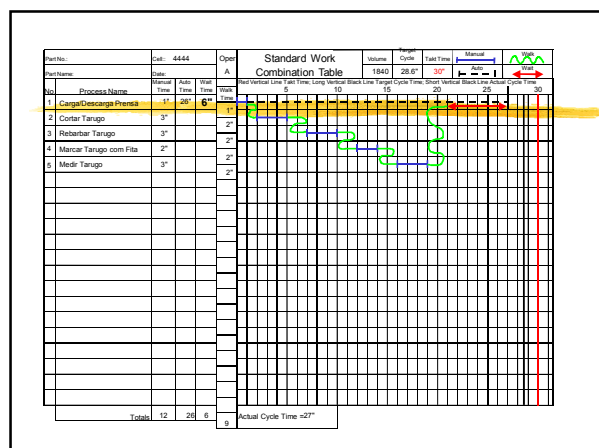 Part No.: Cell: 4444 Oper Standard Work Volume Target Cycle Takt Time Manual Walk
Part Name: Date: A Combination Table 1840 28.6" 30" Auto Wait
No. Process Name Manual Time Auto Time Wait Time Walk Time Red Vertical Line Takt Time; Long Vertical Black Line Target Cycle Time; Short Vertical Black Line Actual Cycle Time
5 10 15 20 25 30
1 Carga/Descarga Prensa 1" 26" 6"
1"
2 Cortar Tarugo 3"
2"
3 Rebarbar Tarugo 3"
2"
4 Marcar Tarugo com Fita 2"
2"
5 Medir Tarugo 3"
2"
Totals 12 26 6 9 Actual Cycle Time =27"